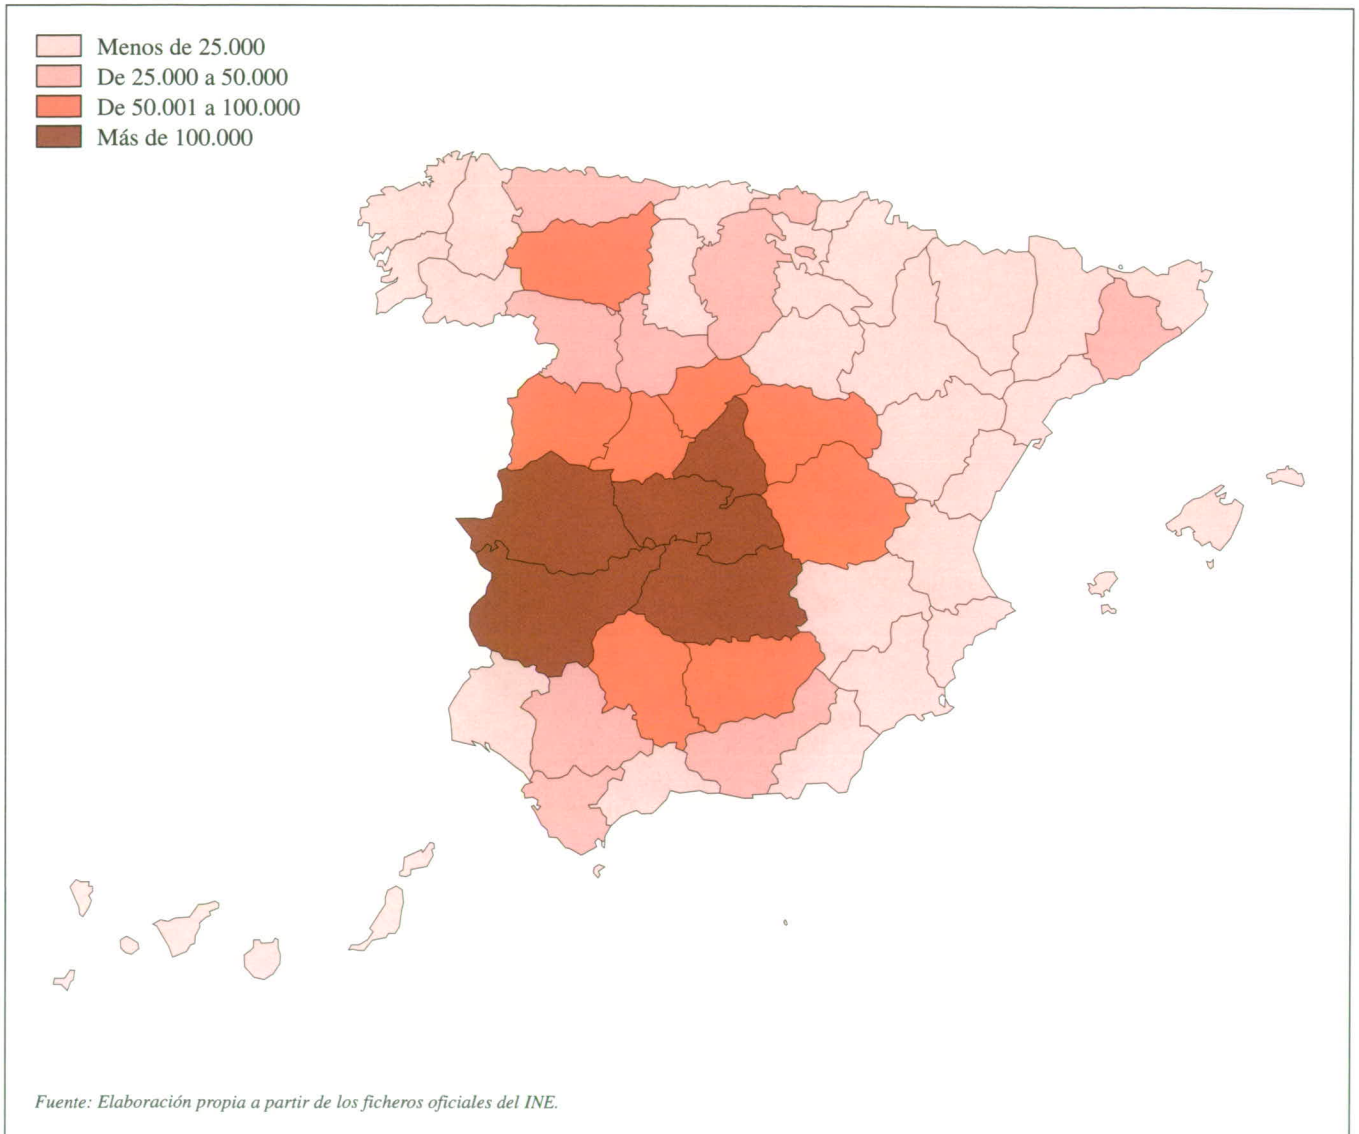 Menos de 25.000
De 25.000 a 50.000
De 50.001 a 100.000
Más de 100.000
Fuente: Elaboración propia a partir de los ficheros oficiales del INE.